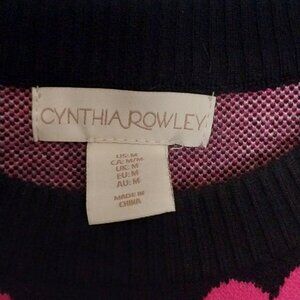 CYNTHIA ROWLEY
US: M
CA: M/M
UK: M
EU: M
AU: M
MADE IN
CHINA